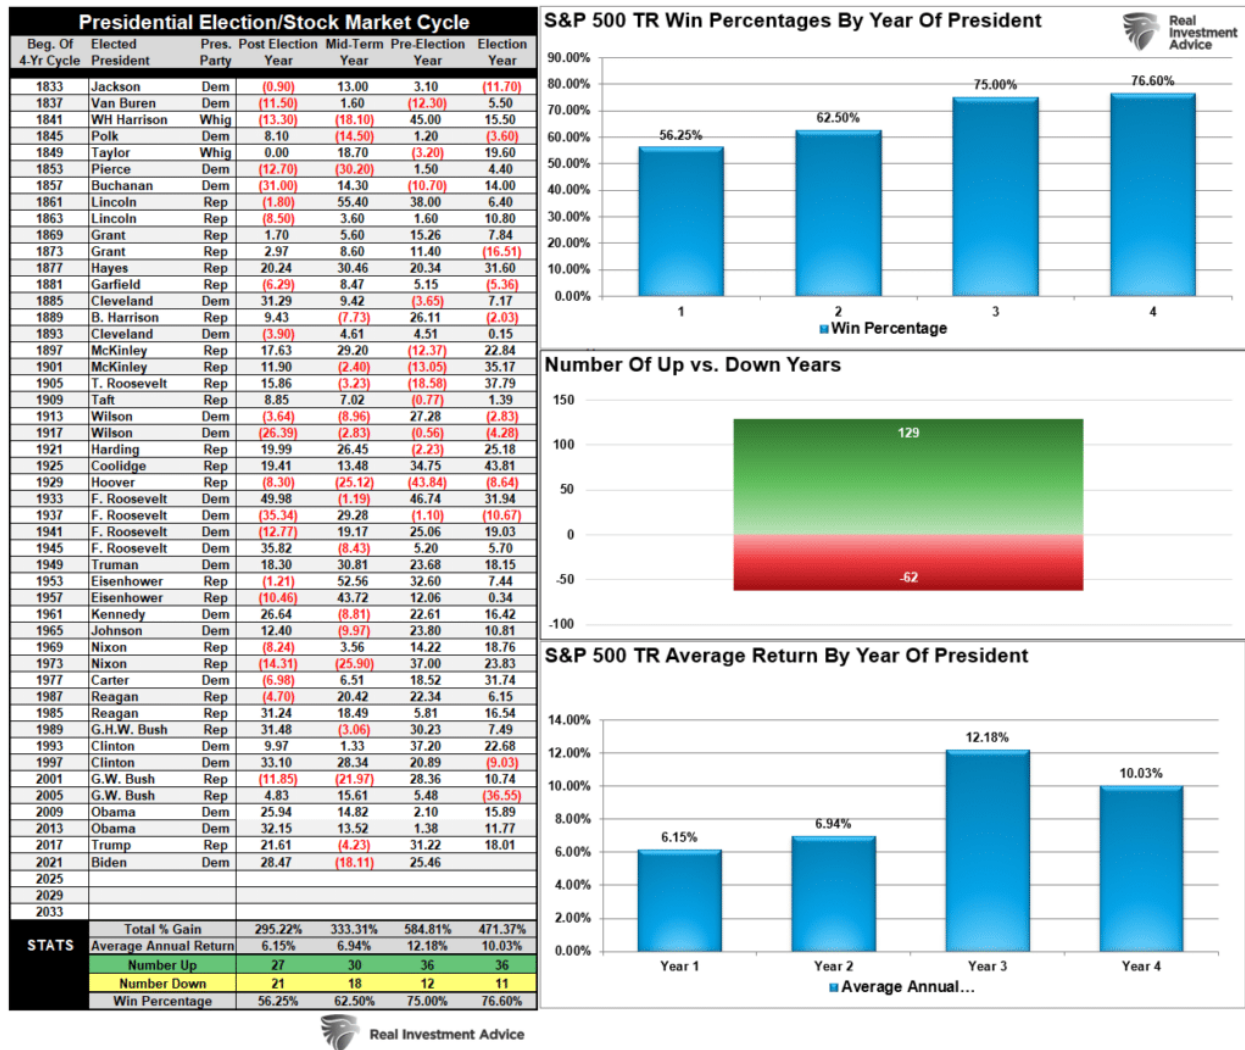 Presidential Election/Stock Market Cycle
Beg. Of Elected Pres. Post Election Mid-Term Pre-Election Election
4-Yr Cycle President Party Year Year Year Year
1833 Jackson Dem (0.90) 13.00 3.10 (11.70)
1837 Van Buren Dem (11.50) 1.60 (12.30) 5.50
1841 WH Harrison Whig (13.30) (18.10) 45.00 15.50
1845 Polk Dem 8.10 (14.50) 1.20 (3.60)
1849 Taylor Whig 0.00 18.70 (3.20) 19.60
1853 Pierce Dem (12.70) (30.20) 1.50 4.40
1857 Buchanan Dem (31.00) 14.30 (10.70) 14.00
1861 Lincoln Rep (1.80) 55.40 38.00 6.40
1863 Lincoln Rep (8.50) 3.60 1.60 10.80
1869 Grant Rep 1.70 5.60 15.26 7.84
1873 Grant Rep 2.97 8.60 11.40 (16.51)
1877 Hayes Rep 20.24 30.46 20.34 31.60
1881 Garfield Rep (6.29) 8.47 5.15 (5.36)
1885 Cleveland Dem 31.29 9.42 (3.65) 7.17
1889 B. Harrison Rep 9.43 (7.73) 26.11 (2.03)
1893 Cleveland Dem (3.90) 4.61 4.51 0.15
1897 McKinley Rep 17.63 29.20 (12.37) 22.84
1901 McKinley Rep 11.90 (2.40) (13.05) 35.17
1905 T. Roosevelt Rep 15.86 (3.23) (18.58) 37.79
1909 Taft Rep 8.85 7.02 (0.77) 1.39
1913 Wilson Dem (3.64) (8.96) 27.28 (2.83)
1917 Wilson Dem (26.39) (2.83) (0.56) (4.28)
1921 Harding Rep 19.99 26.45 (2.23) 25.18
1925 Coolidge Rep 19.41 13.48 34.75 43.81
1929 Hoover Rep (8.30) (25.12) (43.84) (8.64)
1933 F. Roosevelt Dem 49.98 (1.19) 46.74 31.94
1937 F. Roosevelt Dem (35.34) 29.28 (1.10) (10.67)
1941 F. Roosevelt Dem (12.77) 19.17 25.06 19.03
1945 F. Roosevelt Dem 35.82 (8.43) 5.20 5.70
1949 Truman Dem 18.30 30.81 23.68 18.15
1953 Eisenhower Rep (1.21) 52.56 32.60 7.44
1957 Eisenhower Rep (10.46) 43.72 12.06 0.34
1961 Kennedy Dem 26.64 (8.81) 22.61 16.42
1965 Johnson Dem 12.40 (9.97) 23.80 10.81
1969 Nixon Rep (8.24) 3.56 14.22 18.76
1973 Nixon Rep (14.31) (25.90) 37.00 23.83
1977 Carter Dem (6.98) 6.51 18.52 31.74
1987 Reagan Rep (4.70) 20.42 22.34 6.15
1985 Reagan Rep 31.24 18.49 5.81 16.54
1989 G.H.W. Bush Rep 31.48 (3.06) 30.23 7.49
1993 Clinton Dem 9.97 1.33 37.20 22.68
1997 Clinton Dem 33.10 28.34 20.89 (9.03)
2001 G.W. Bush Rep (11.85) (21.97) 28.36 10.74
2005 G.W. Bush Rep 4.83 15.61 5.48 (36.55)
2009 Obama Dem 25.94 14.82 2.10 15.89
2013 Obama Dem 32.15 13.52 1.38 11.77
2017 Trump Rep 21.61 (4.23) 31.22 18.01
2021 Biden Dem 28.47 (18.11) 25.46
2025
2029
2033
STATS
Total % Gain 295.22% 333.31% 584.81% 471.37%
Average Annual Return 6.15% 6.94% 12.18% 10.03%
Number Up 27 30 36 36
Number Down 21 18 12 11
Win Percentage 56.25% 62.50% 75.00% 76.60%
Real Investment Advice
S&P 500 TR Win Percentages By Year Of President
Real
Investment
Advice
90.00%
80.00%
70.00%
60.00%
50.00%
40.00%
30.00%
20.00%
10.00%
0.00%
56.25% 62.50% 75.00% 76.60%
1 2 3 4
Win Percentage
Number Of Up vs. Down Years
150
100
50
0
-50
-100
129
-62
S&P 500 TR Average Return By Year Of President
14.00%
12.00%
10.00%
8.00%
6.00%
4.00%
2.00%
0.00%
6.15% 6.94% 12.18% 10.03%
Year 1 Year 2 Year 3 Year 4
Average Annual...